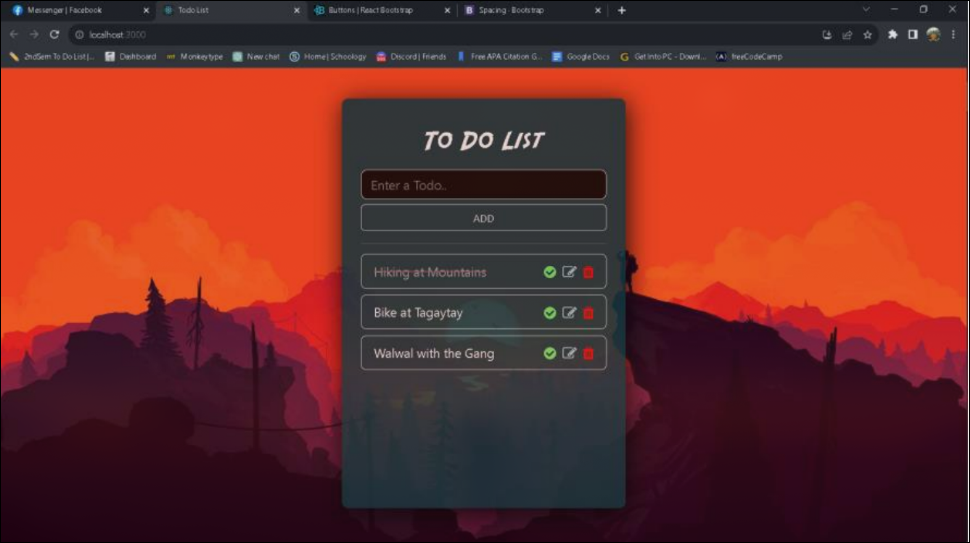 Messenger | Facebook
Todo List
Buttons | React Bootstrap
Spacing · Bootstrap
localhost:3000
2ndSem To Do List |...
Dashboard
Monkeytype
New chat
Home | Schoology
Discord | Friends
Free APA Citation G...
Google Docs
Get Into PC - Downl...
freeCodeCamp
TO DO LIST
Enter a Todo..
ADD
Hiking at Mountains
Bike at Tagaytay
Walwal with the Gang